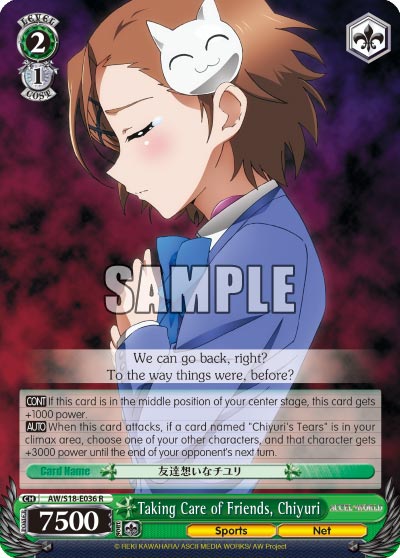 LEVEL
2
1
COST
SAMPLE
We can go back, right?
To the way things were, before?
CONT If this card is in the middle position of your center stage, this card gets
+1000 power.
AUTO When this card attacks, if a card named "Chiyuri's Tears" is in your
climax area, choose one of your other characters, and that character gets
+3000 power until the end of your opponent's next turn.
Card Name 友達想いなチユリ
CH AW/S18-E036 R
POWER 7500
Taking Care of Friends, Chiyuri ACCEL WORLD
Sports Net
© REKI KAWAHARA/ ASCII MEDIA WORKS/ AW Project